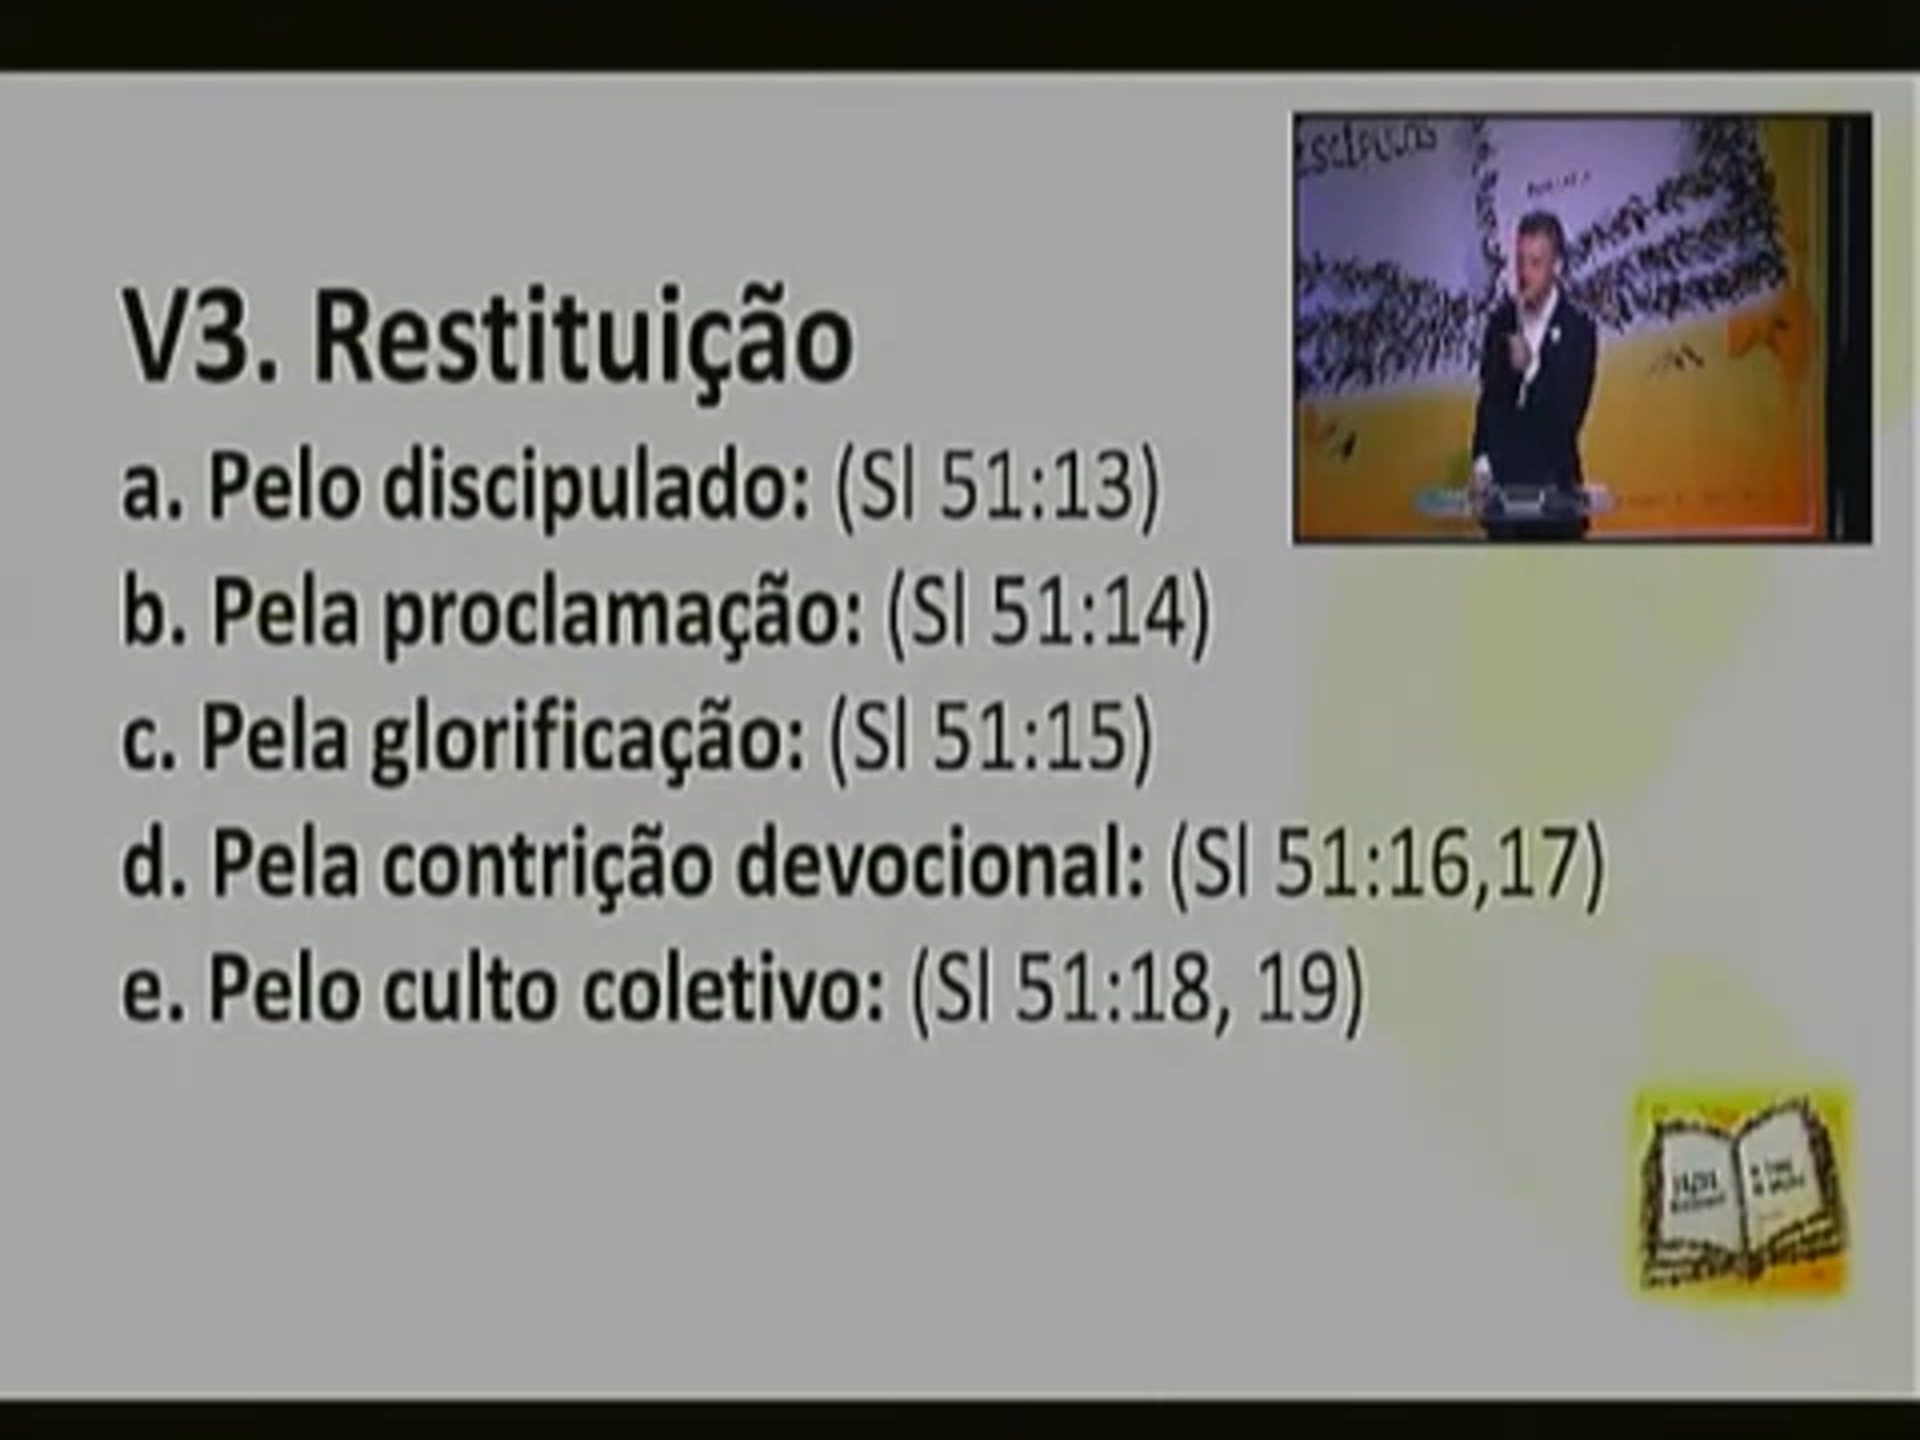 V3. Restituição
a. Pelo discipulado: (Sl 51:13)
b. Pela proclamação: (Sl 51:14)
c. Pela glorificação: (Sl 51:15)
d. Pela contrição devocional: (Sl 51:16,17)
e. Pelo culto coletivo: (Sl 51:18, 19)